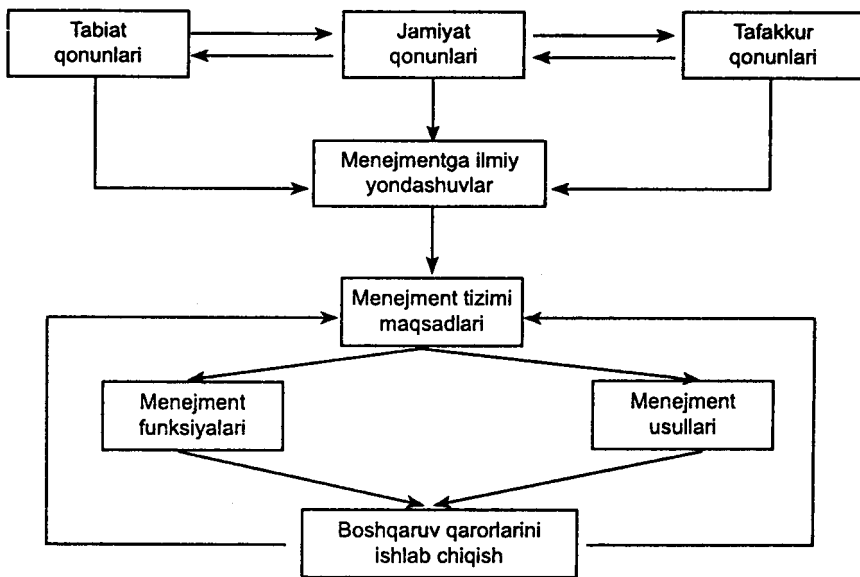 Tabiat
qonunlari
Jamiyat
qonunlari
Tafakkur
qonunlari
Menejmentga ilmiy
yondashuvlar
Menejment tizimi
maqsadlari
Menejment
funksiyalari
Menejment
usullari
Boshqaruv qarorlarini
ishlab chiqish